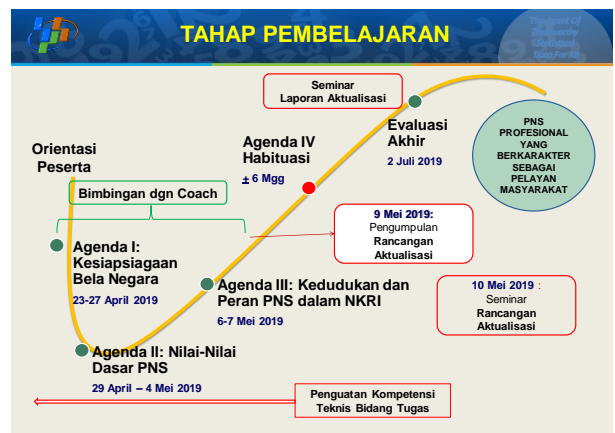 TAHAP PEMBELAJARAN
Seminar
Laporan Aktualisasi
Orientasi
Peserta
Agenda IV
Habituasi
± 6 Mgg
Evaluasi
Akhir
2 Juli 2019
PNS
PROFESIONAL
YANG
BERKARAKTER
SEBAGAI
PELAYAN
MASYARAKAT
Bimbingan dgn Coach
9 Mei 2019:
Pengumpulan
Rancangan
Aktualisasi
Agenda I:
Kesiapsiagaan
Bela Negara
23-27 April 2019
Agenda III: Kedudukan dan
Peran PNS dalam NKRI
6-7 Mei 2019
10 Mei 2019 :
Seminar
Rancangan
Aktualisasi
Agenda II: Nilai-Nilai
Dasar PNS
29 April – 4 Mei 2019
Penguatan Kompetensi
Teknis Bidang Tugas